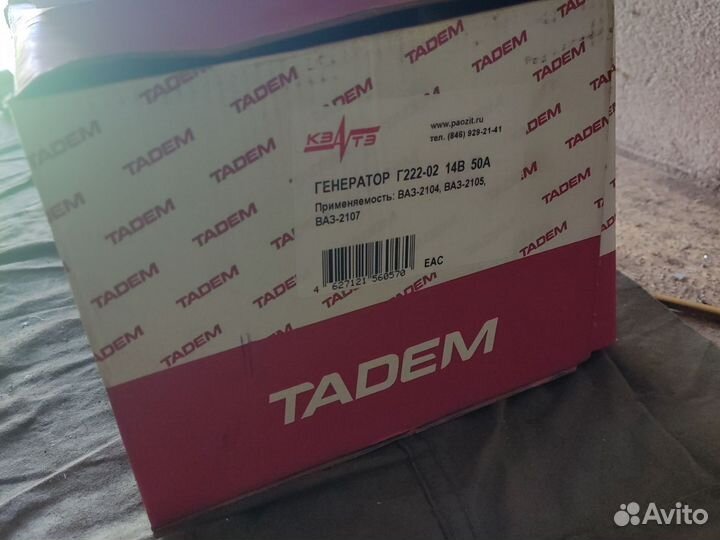 TADEM
TADEM TADEM
TADEM TADEM TADEM
TADEM TADEM
КЗАТЭ
www.paozit.ru
тел. (846) 929-21-41
TADEM
ГЕНЕРАТОР Г222-02 14В 50А
Применяемость: ВАЗ-2104, ВАЗ-2105,
ВАЗ-2107
TADEM
TADEM
4 627121 560570
EAC
TADEM
TADEM
TADEM
TADEM
Avito